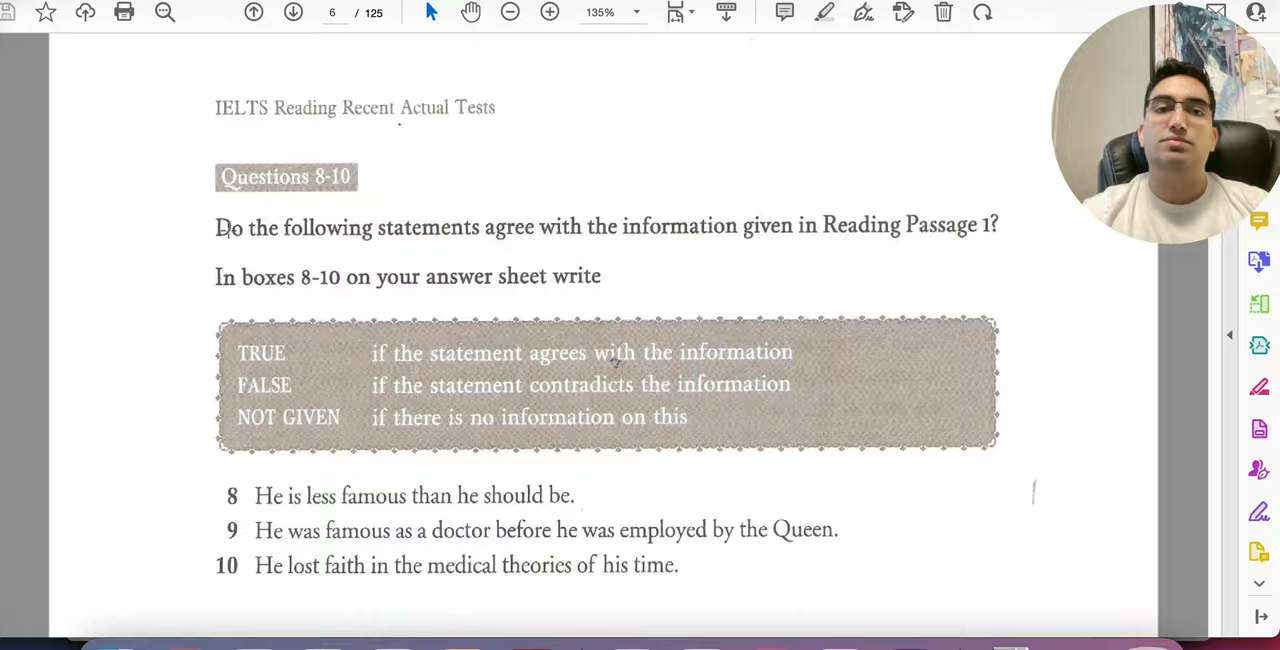 6 / 125 135%
IELTS Reading Recent Actual Tests
Questions 8-10
Do the following statements agree with the information given in Reading Passage 1?
In boxes 8-10 on your answer sheet write
TRUE if the statement agrees with the information
FALSE if the statement contradicts the information
NOT GIVEN if there is no information on this
8 He is less famous than he should be.
9 He was famous as a doctor before he was employed by the Queen.
10 He lost faith in the medical theories of his time.